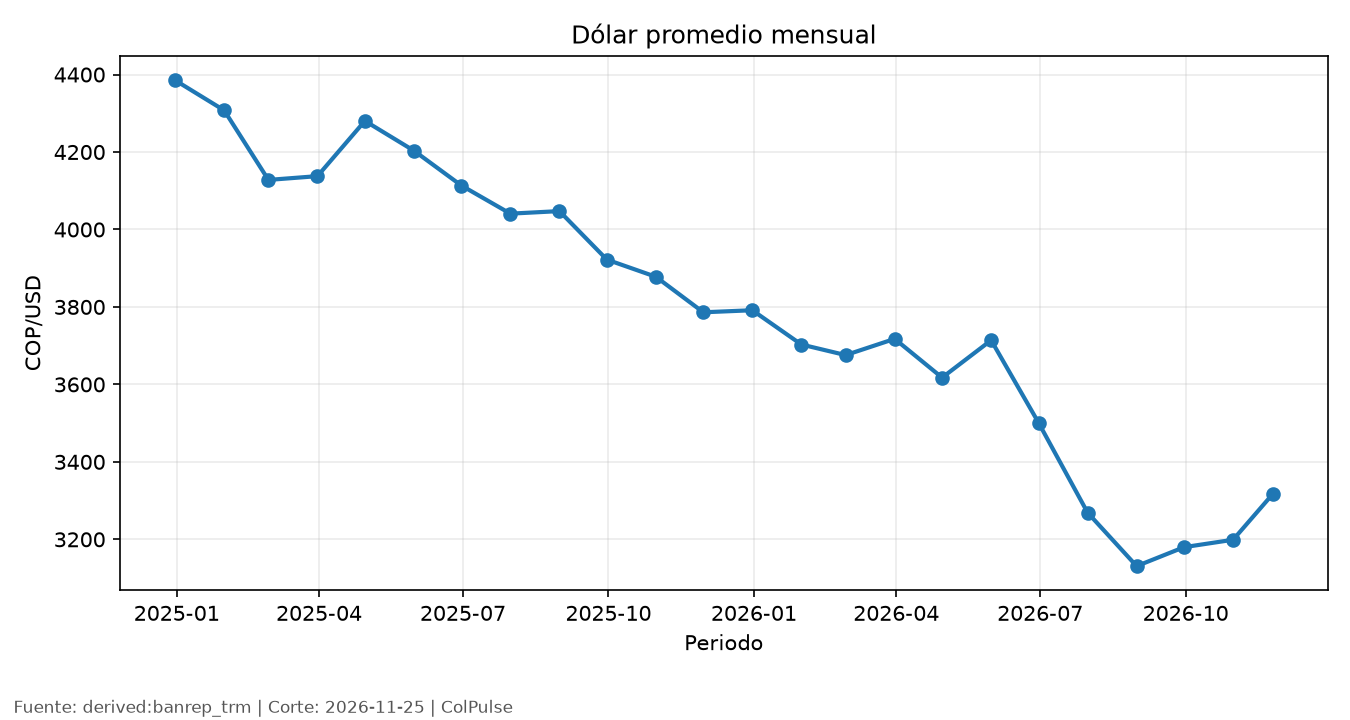 Dólar promedio mensual
4400
4200
4000
3800
3600
3400
3200
COP/USD
2025-01 2025-04 2025-07 2025-10 2026-01 2026-04 2026-07 2026-10
Periodo
Fuente: derived:banrep_trm | Corte: 2026-11-25 | ColPulse